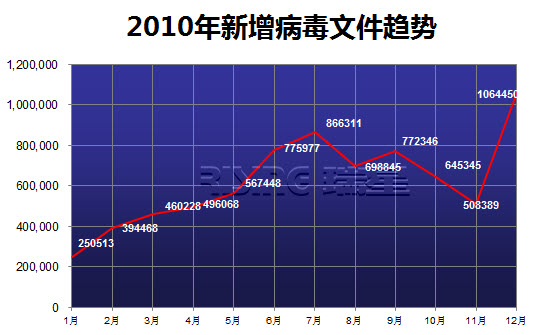 2010年新增病毒文件趋势
1,200,000
1,000,000
800,000
600,000
400,000
200,000
0
250513
394468
460228
496068
567448
775977
866311
698845
772346
645345
508389
1064450
RISING 瑞星
1月
2月
3月
4月
5月
6月
7月
8月
9月
10月
11月
12月